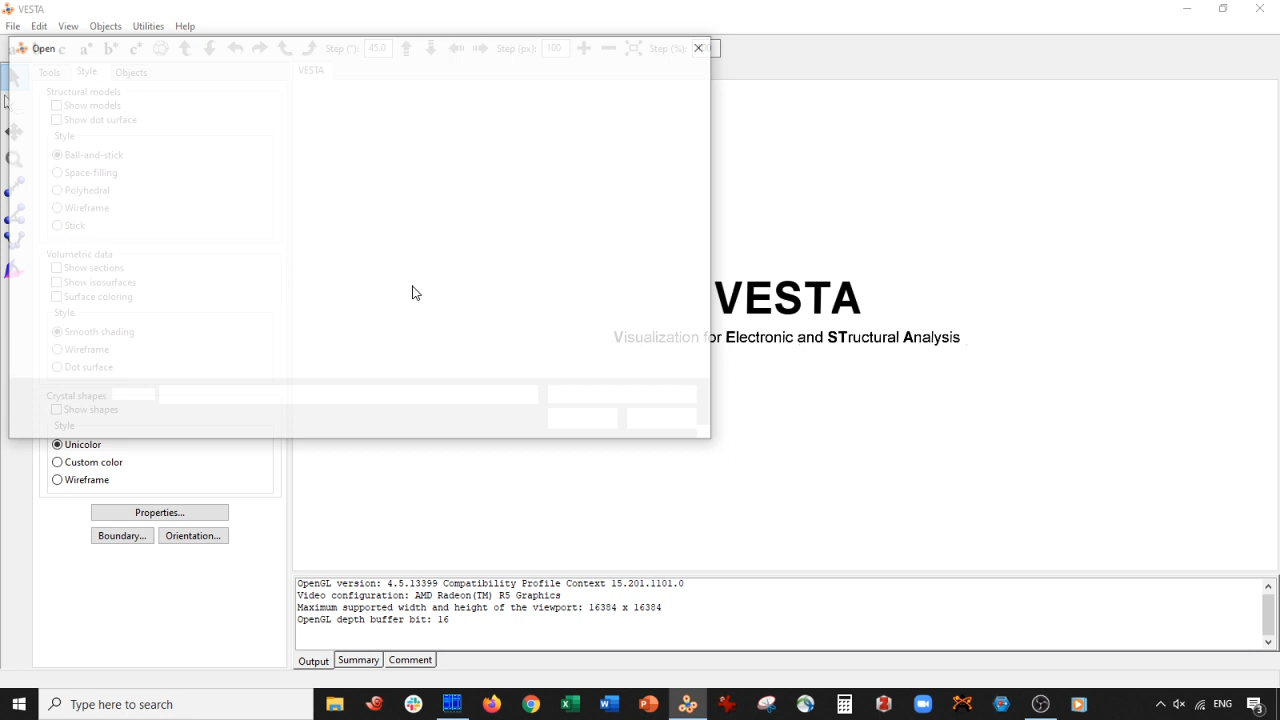 VESTA
File Edit View Objects Utilities Help
Open
c a* b* c* Step (°): 45.0 Step (px): 100 Step (%):
Tools Style Objects VESTA
Structural models
Show models
Show dot surface
Style
Ball-and-stick
Space-filling
Polyhedral
Wireframe
Stick
Volumetric data
Show sections
Show isosurfaces
Surface coloring
Style
Smooth shading
Wireframe
Dot surface
Crystal shapes
Show shapes
Style
Unicolor
Custom color
Wireframe
Properties...
Boundary... Orientation...
VESTA
Visualization for Electronic and STructural Analysis
OpenGL version: 4.5.13399 Compatibility Profile Context 15.201.1101.0
Video configuration: AMD Radeon(TM) R5 Graphics
Maximum supported width and height of the viewport: 16384 x 16384
OpenGL depth buffer bit: 16
Output Summary Comment
Type here to search
ENG
3